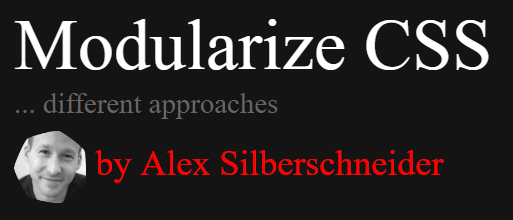 Modularize CSS
... different approaches
by Alex Silberschneider